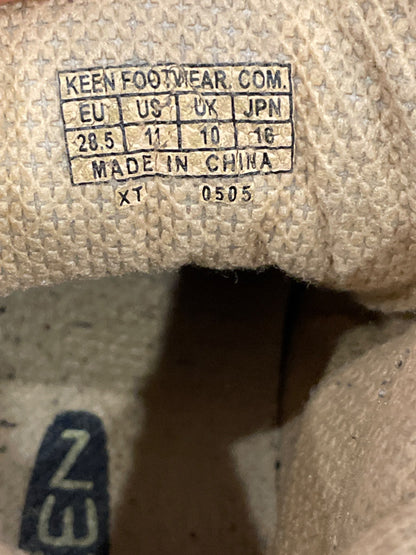 KEEN FOOTWEAR. COM.
EU US UK JPN
28.5 11 10 16
MADE IN CHINA
XT 0505